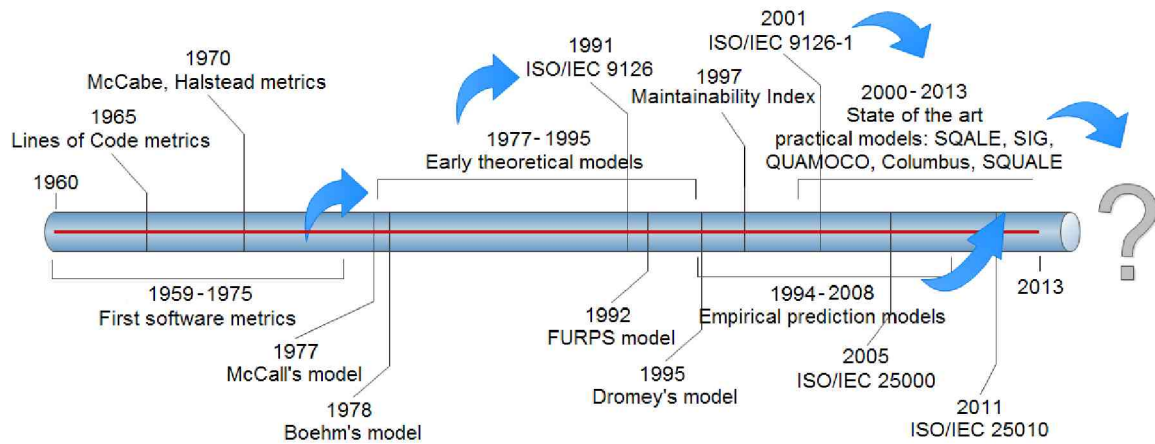 2001
ISO/IEC 9126-1
1991
ISO/IEC 9126
1970
McCabe, Halstead metrics
1997
Maintainability Index
2000-2013
State of the art
practical models: SQALE, SIG,
QUAMOCO, Columbus, SQUALE
1965
Lines of Code metrics
1977-1995
Early theoretical models
1960
?
1959-1975
First software metrics
2013
1994-2008
Empirical prediction models
1992
FURPS model
1977
McCall's model
2005
ISO/IEC 25000
1995
Dromey's model
1978
Boehm's model
2011
ISO/IEC 25010